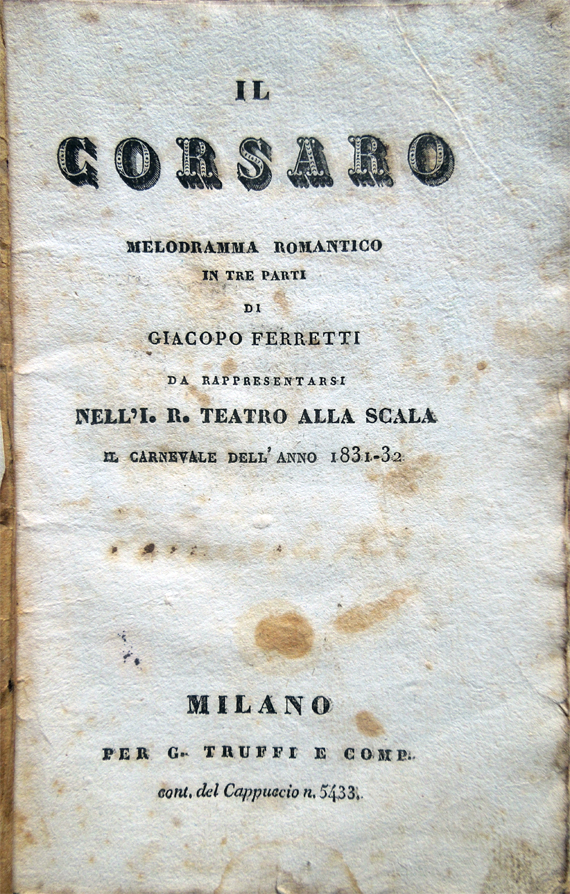 IL
CORSARO
MELODRAMMA ROMANTICO
IN TRE PARTI
DI
GIACOPO FERRETTI
DA RAPPRESENTARSI
NELL'I. R. TEATRO ALLA SCALA
IL CARNEVALE DELL'ANNO 1831-32
MILANO
PER G. TRUFFI E COMP.
cont. del Cappuccio n. 5433.